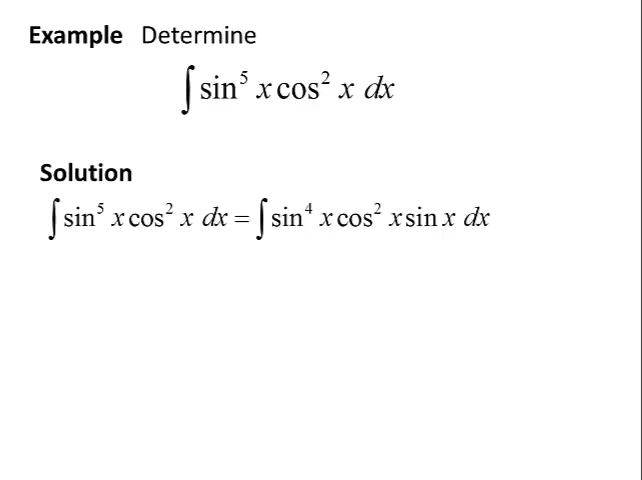 Example Determine
∫ sin⁵ x cos² x dx
Solution
∫ sin⁵ x cos² x dx = ∫ sin⁴ x cos² x sin x dx